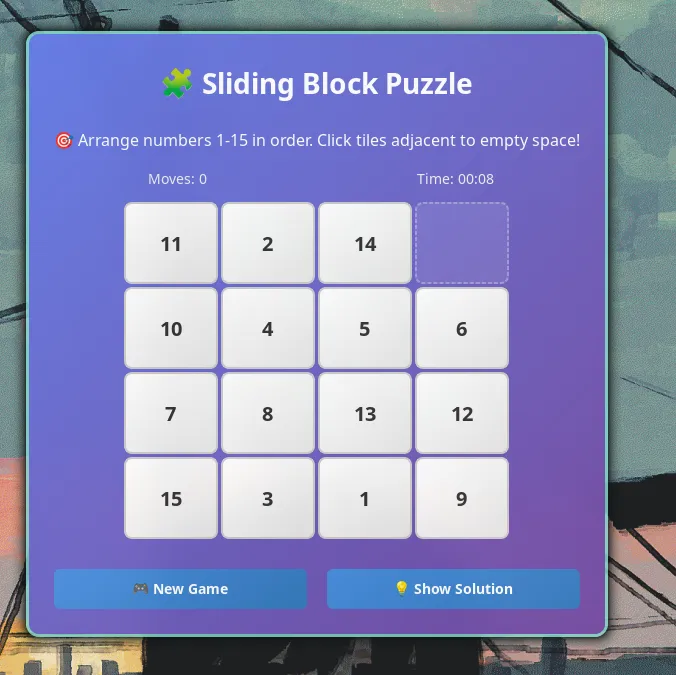 🧩 Sliding Block Puzzle
🎯 Arrange numbers 1-15 in order. Click tiles adjacent to empty space!
Moves: 0 Time: 00:08
11 2 14
10 4 5 6
7 8 13 12
15 3 1 9
🎮 New Game 💡 Show Solution